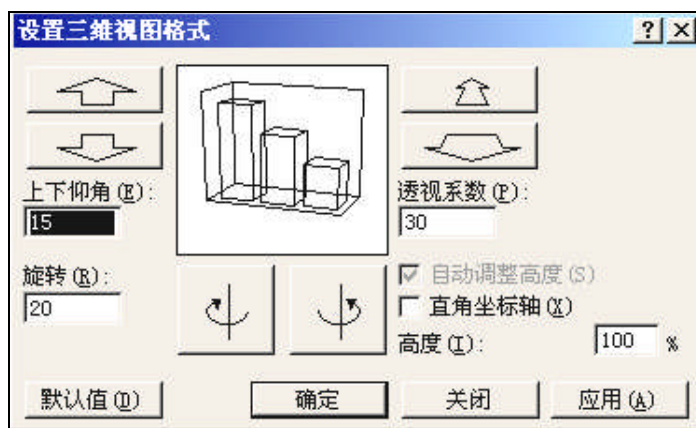 设置三维视图格式
上下仰角(E):
15
透视系数(P):
30
旋转(R):
20
自动调整高度(S)
直角坐标轴(X)
高度(I):
100 %
默认值(D)
确定
关闭
应用(A)